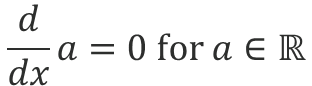 d/dx a = 0 for a ∈ ℝ